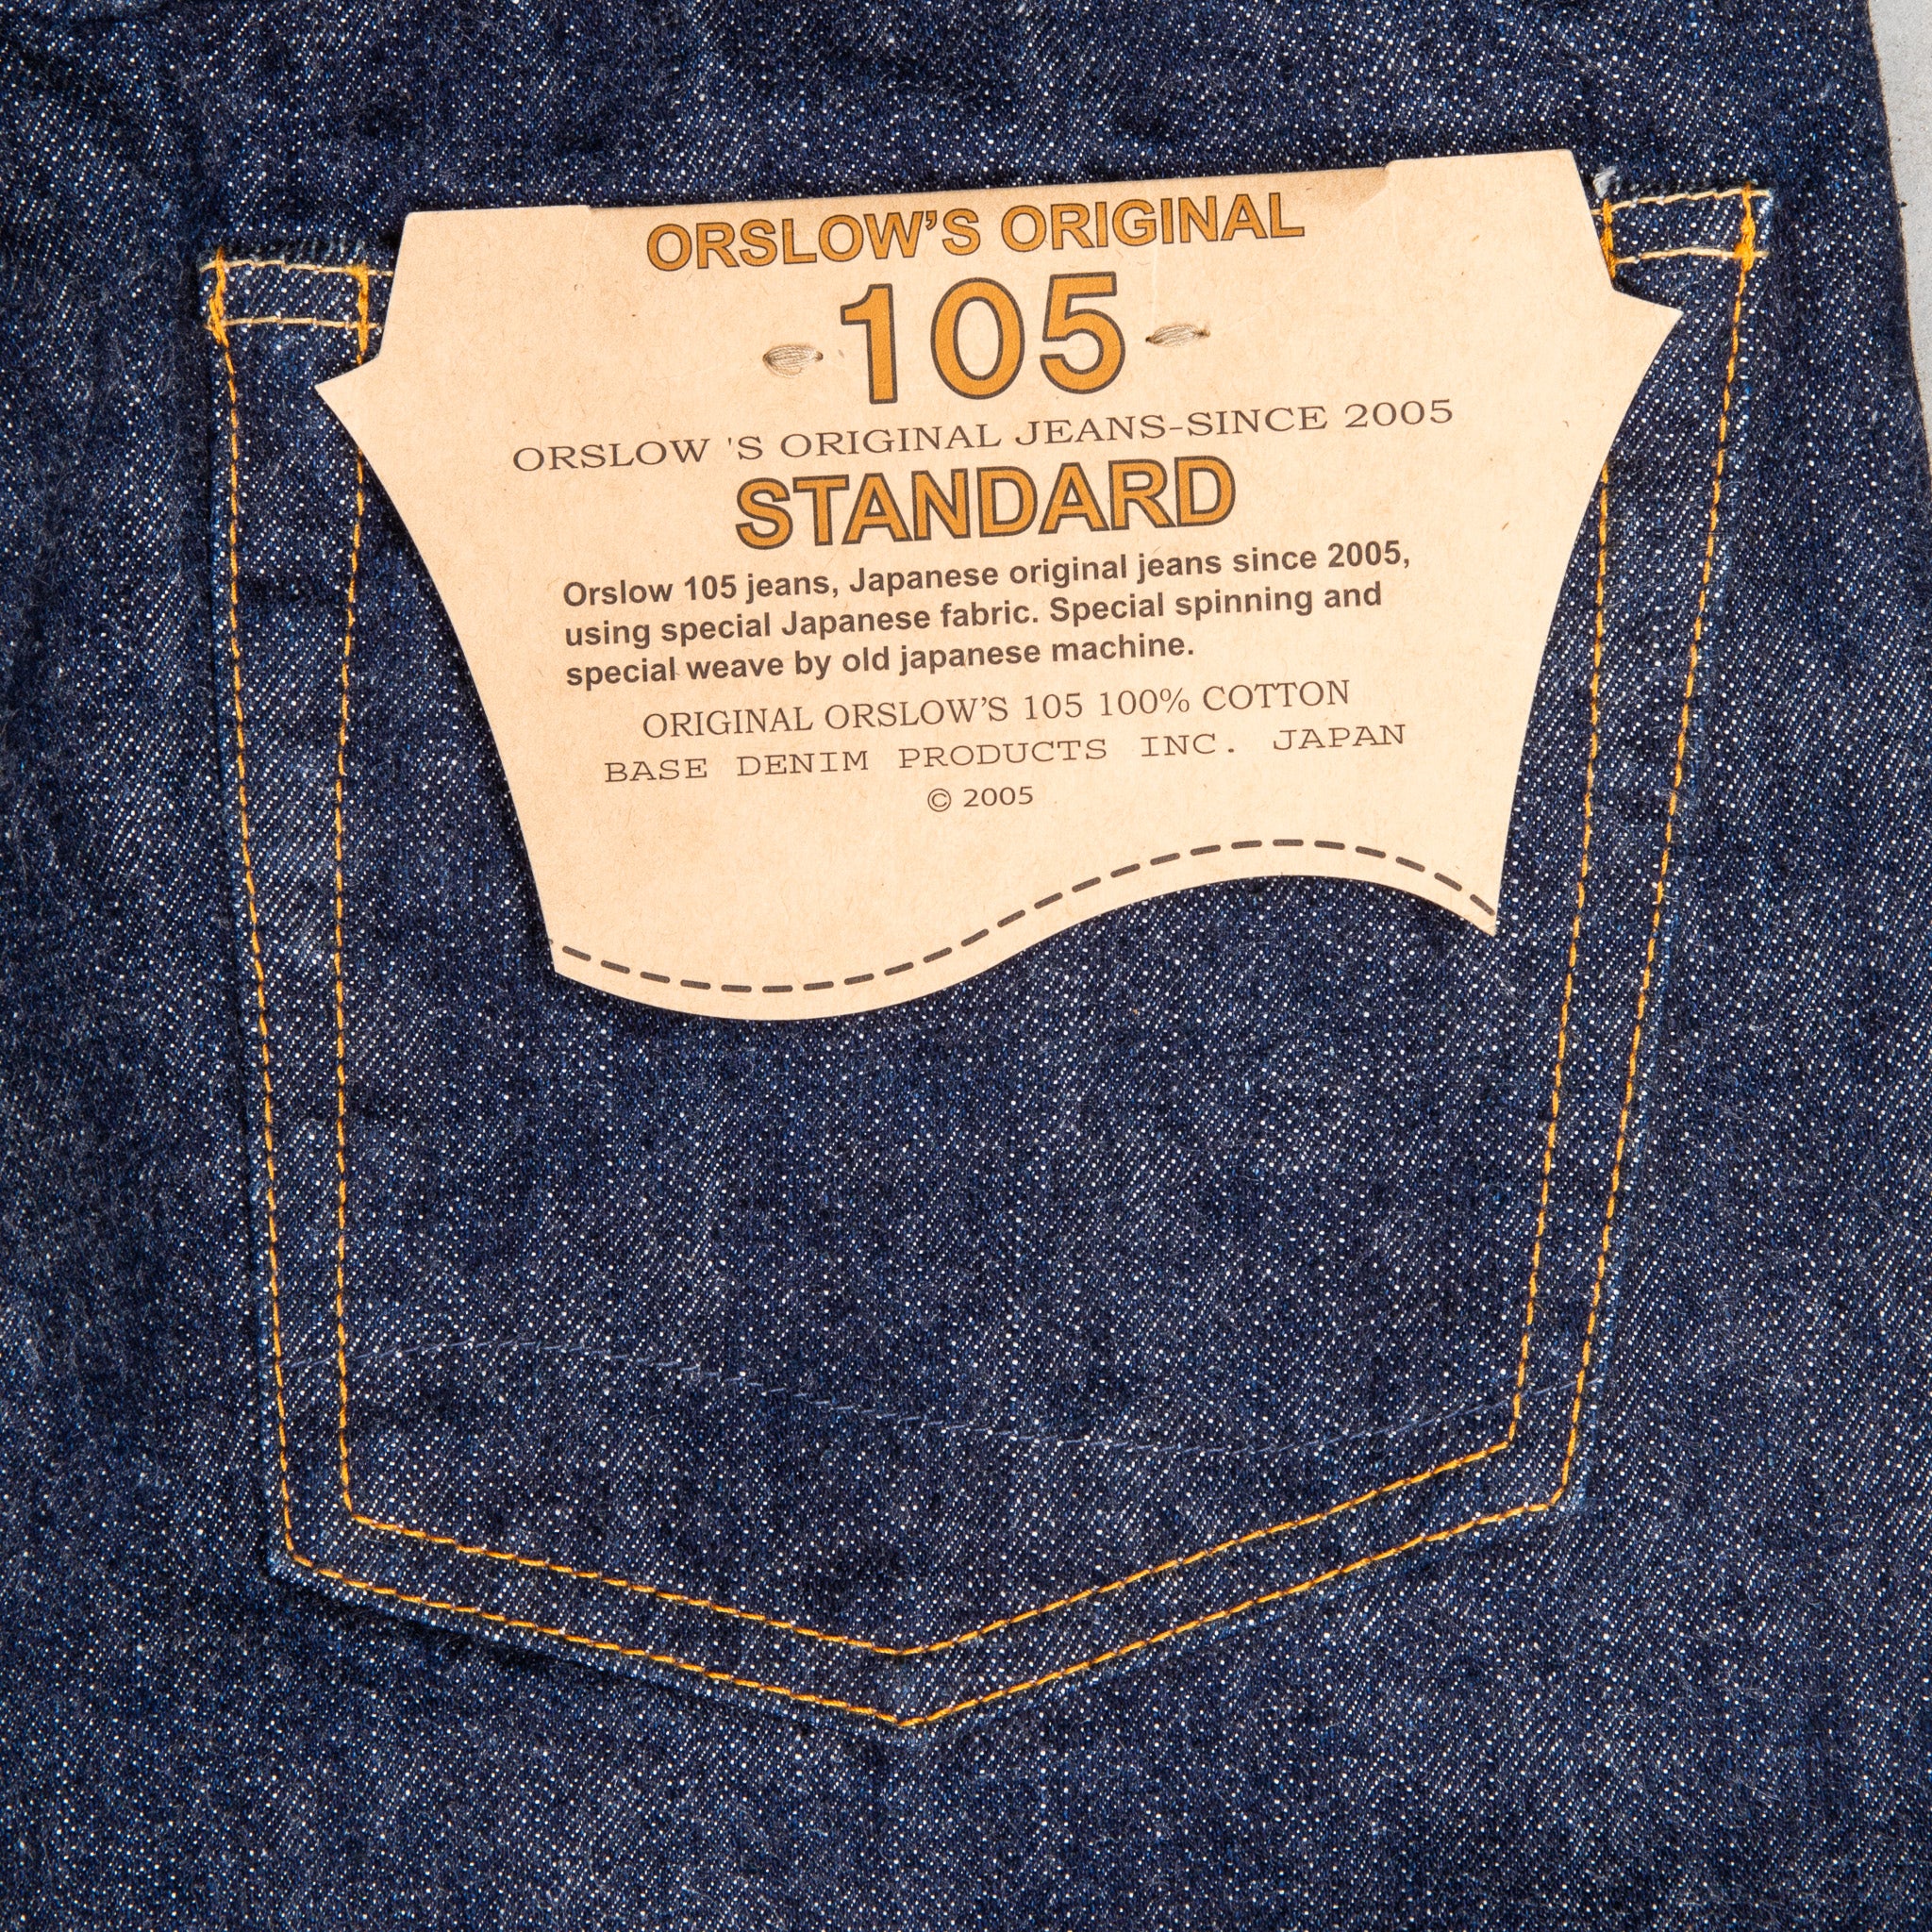 ORSLOW'S ORIGINAL
105
ORSLOW 'S ORIGINAL JEANS-SINCE 2005
STANDARD
Orslow 105 jeans, Japanese original jeans since 2005,
using special Japanese fabric. Special spinning and
special weave by old japanese machine.
ORIGINAL ORSLOW'S 105 100% COTTON
BASE DENIM PRODUCTS INC. JAPAN
© 2005